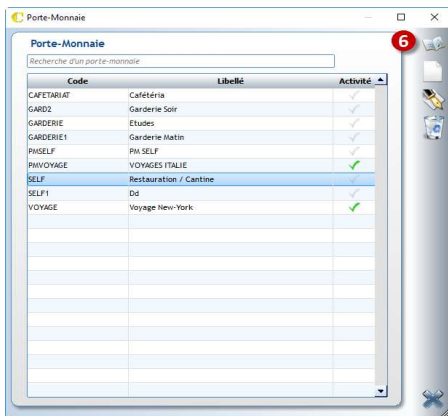 Porte-Monnaie
6
Porte-Monnaie
Recherche d'un porte-monnaie
Code Libellé Activité
CAFETARIAT Cafétéria
GARD2 Garderie Soir
GARDERIE Etudes
GARDERIE1 Garderie Matin
PMSELF PM SELF
PMVOYAGE VOYAGES ITALIE
SELF Restauration / Cantine
SELF1 Dd
VOYAGE Voyage New-York